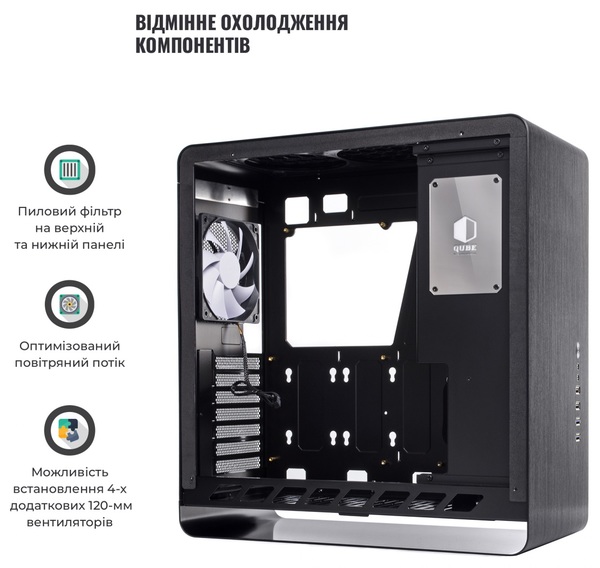 ВІДМІННЕ ОХОЛОДЖЕННЯ
КОМПОНЕНТІВ
Пиловий фільтр
на верхній
та нижній панелі
QUBE
Оптимізований
повітряний потік
Можливість
встановлення 4-х
додаткових 120-мм
вентиляторів